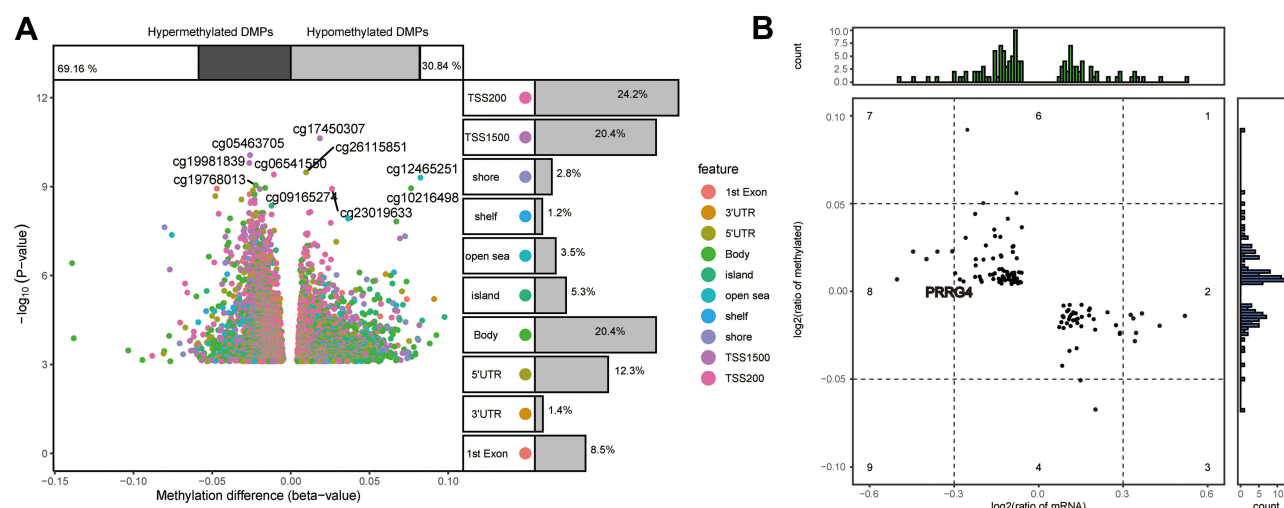 A
Hypermethylated DMPs
Hypomethylated DMPs
69.16 %
30.84 %
12
9
6
3
0
−log10 (P−value)
cg17450307
cg05463705
cg26115851
cg19981839
cg06541550
cg12465251
cg19768013
cg09165274
cg10216498
cg23019633
−0.15
−0.10
−0.05
0.00
0.05
0.10
Methylation difference (beta−value)
TSS200
24.2%
TSS1500
20.4%
shore
2.8%
shelf
1.2%
open sea
3.5%
island
5.3%
Body
20.4%
5'UTR
12.3%
3'UTR
1.4%
1st Exon
8.5%
feature
1st Exon
3'UTR
5'UTR
Body
island
open sea
shelf
shore
TSS1500
TSS200
B
count
10.0
7.5
5.0
2.5
0.0
log2(ratio of methylated)
0.10
0.05
0.00
−0.05
−0.10
7
6
1
8
PRRG4
2
9
4
3
−0.6
−0.3
0.0
0.3
0.6
log2(ratio of mRNA)
0
5
10
count